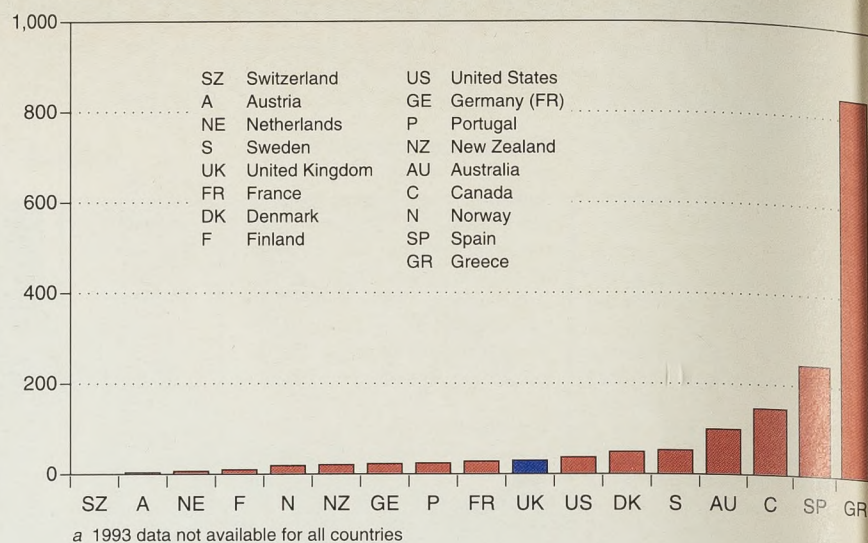 1,000
SZ Switzerland US United States
A Austria GE Germany (FR)
800
NE Netherlands P Portugal
S Sweden NZ New Zealand
UK United Kingdom AU Australia
600
FR France C Canada
DK Denmark N Norway
F Finland SP Spain
GR Greece
400
200
0
SZ A NE F N NZ GE P FR UK US DK S AU C SP GR
a 1993 data not available for all countries